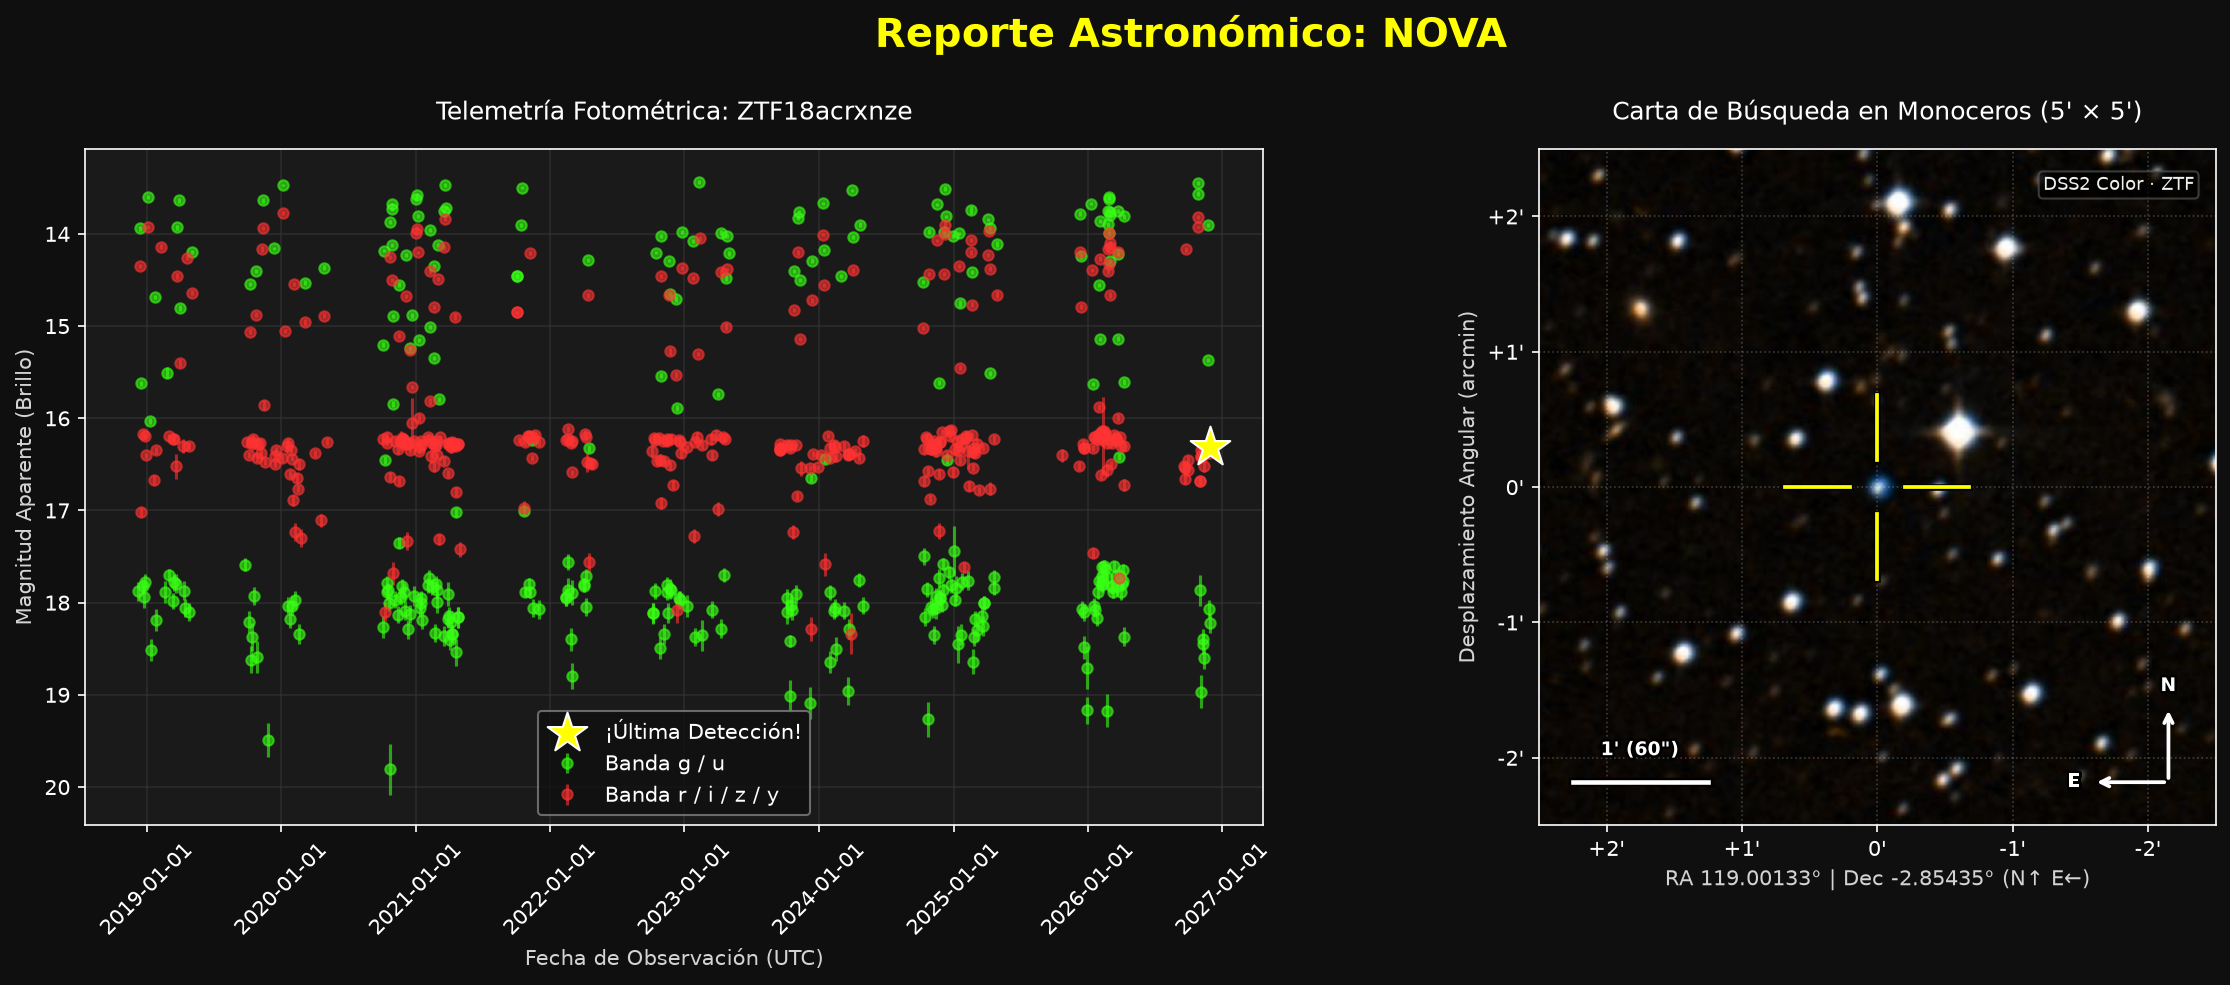 Reporte Astronómico: NOVA
Telemetría Fotométrica: ZTF18acrxnze
Magnitud Aparente (Brillo)
14
15
16
17
18
19
20
¡Última Detección!
Banda g / u
Banda r / i / z / y
2019-01-01
2020-01-01
2021-01-01
2022-01-01
2023-01-01
2024-01-01
2025-01-01
2026-01-01
2027-01-01
Fecha de Observación (UTC)
Carta de Búsqueda en Monoceros (5' × 5')
DSS2 Color · ZTF
Desplazamiento Angular (arcmin)
+2'
+1'
0'
-1'
-2'
N
E
1' (60")
+2'
+1'
0'
-1'
-2'
RA 119.00133° | Dec -2.85435° (N↑ E←)